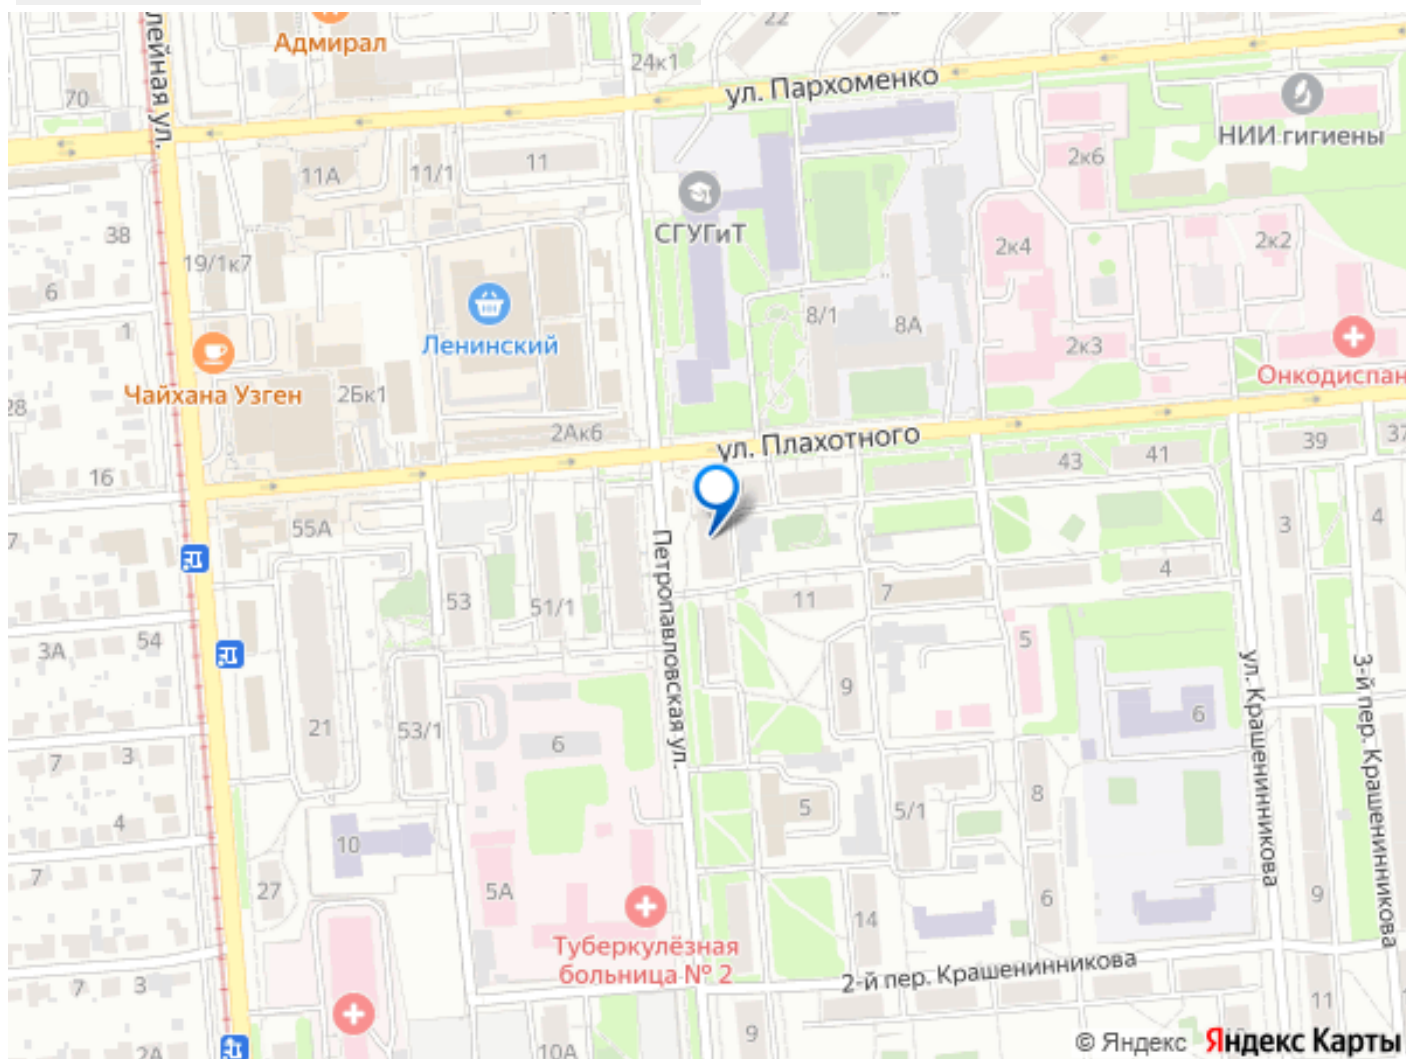 Адмирал
22
24к1
ул. Пархоменко
лейная ул.
70
НИИ гигиены
11А
11/1
11
2к6
СГУГиТ
38
19/1к7
2к4
2к2
6
1
8/1
8А
Ленинский
2к3
Чайхана Узген
2Бк1
Онкодиспан
28
2Ак6
ул. Плахотного
39
37
43
41
16
55А
3
4
7
Петропавловская ул.
53
51/1
11
7
4
54
3А
5
9
ул. Крашенинникова
3-й пер. Крашенинникова
21
53/1
6
6
7
3
5
5/1
8
4
10
7
27
5А
14
6
9
Туберкулёзная
больница № 2
2-й пер. Крашенинникова
7
3
11
9
2А
10А
© Яндекс Яндекс Карты